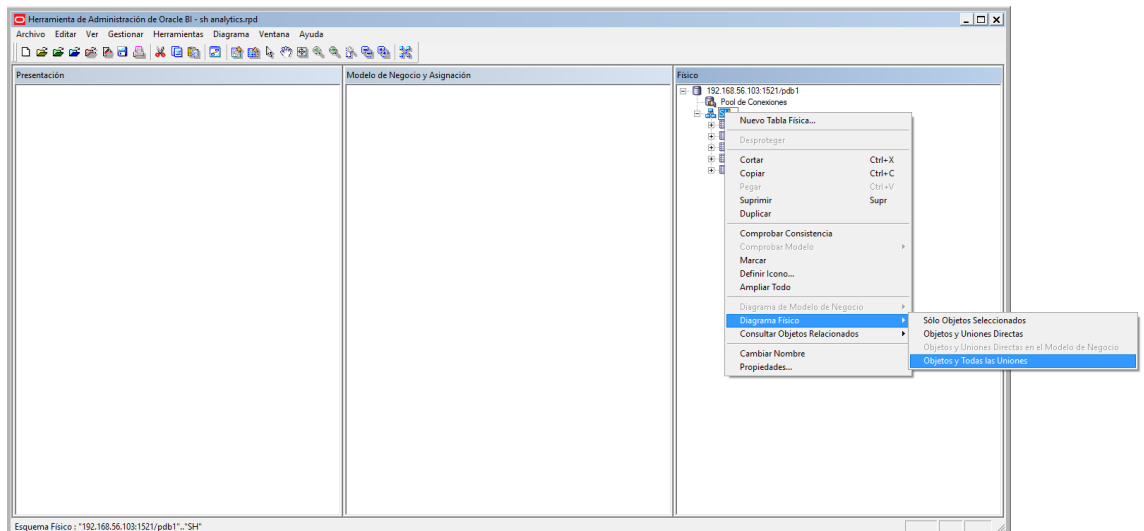 Herramienta de Administración de Oracle BI - sh analytics.rpd
Archivo Editar Ver Gestionar Herramientas Diagrama Ventana Ayuda
Presentación
Modelo de Negocio y Asignación
Físico
192.168.56.103:1521/pdb1
Pool de Conexiones
SH
Nuevo Tabla Física...
Desproteger
Cortar Ctrl+X
Copiar Ctrl+C
Pegar Ctrl+V
Suprimir Supr
Duplicar
Comprobar Consistencia
Comprobar Modelo
Marcar
Definir Icono...
Ampliar Todo
Diagrama de Modelo de Negocio
Diagrama Físico
Consultar Objetos Relacionados
Cambiar Nombre
Propiedades...
Sólo Objetos Seleccionados
Objetos y Uniones Directas
Objetos y Uniones Directas en el Modelo de Negocio
Objetos y Todas las Uniones
Esquema Físico : "192.168.56.103:1521/pdb1".."SH"